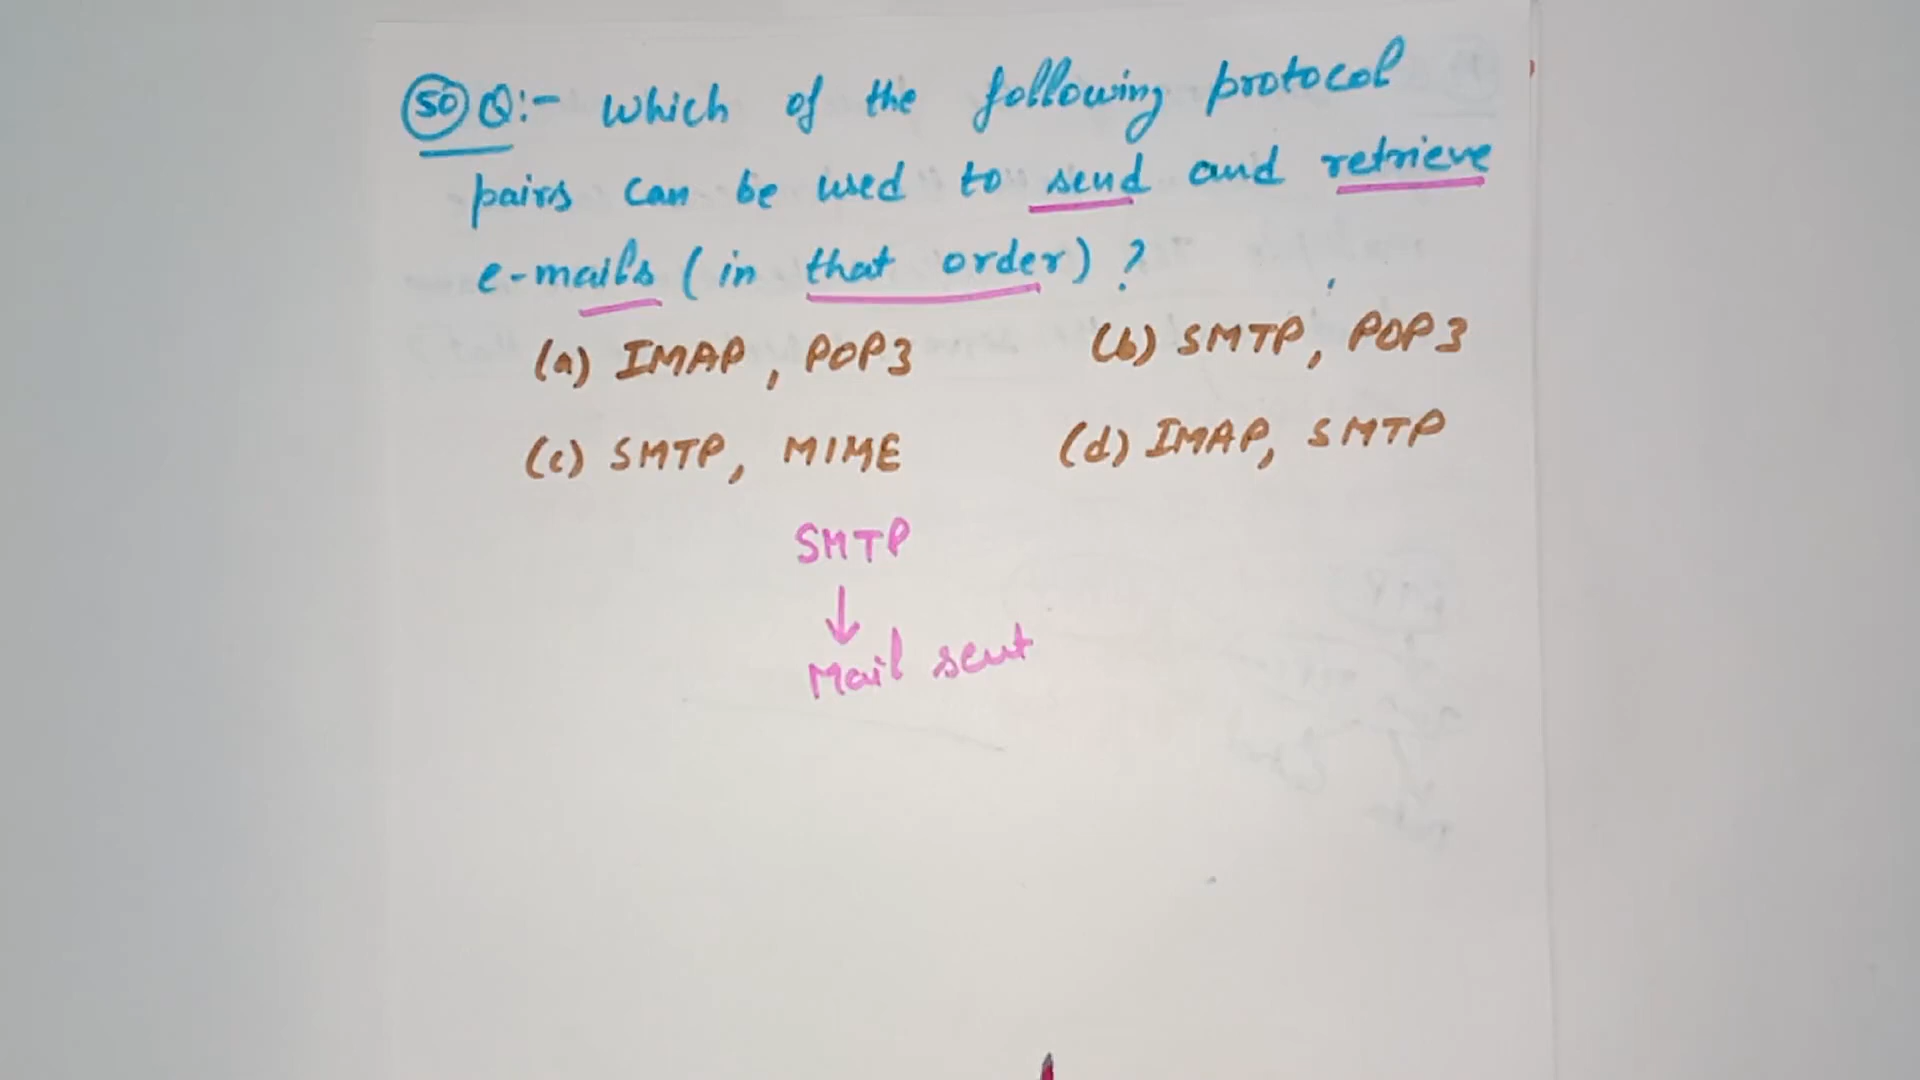 50 Q:- Which of the following protocol
pairs can be used to send and retrieve
e-mails (in that order) ?
(a) IMAP, POP3 (b) SMTP, POP3
(c) SMTP, MIME (d) IMAP, SMTP
SMTP
↓
Mail sent